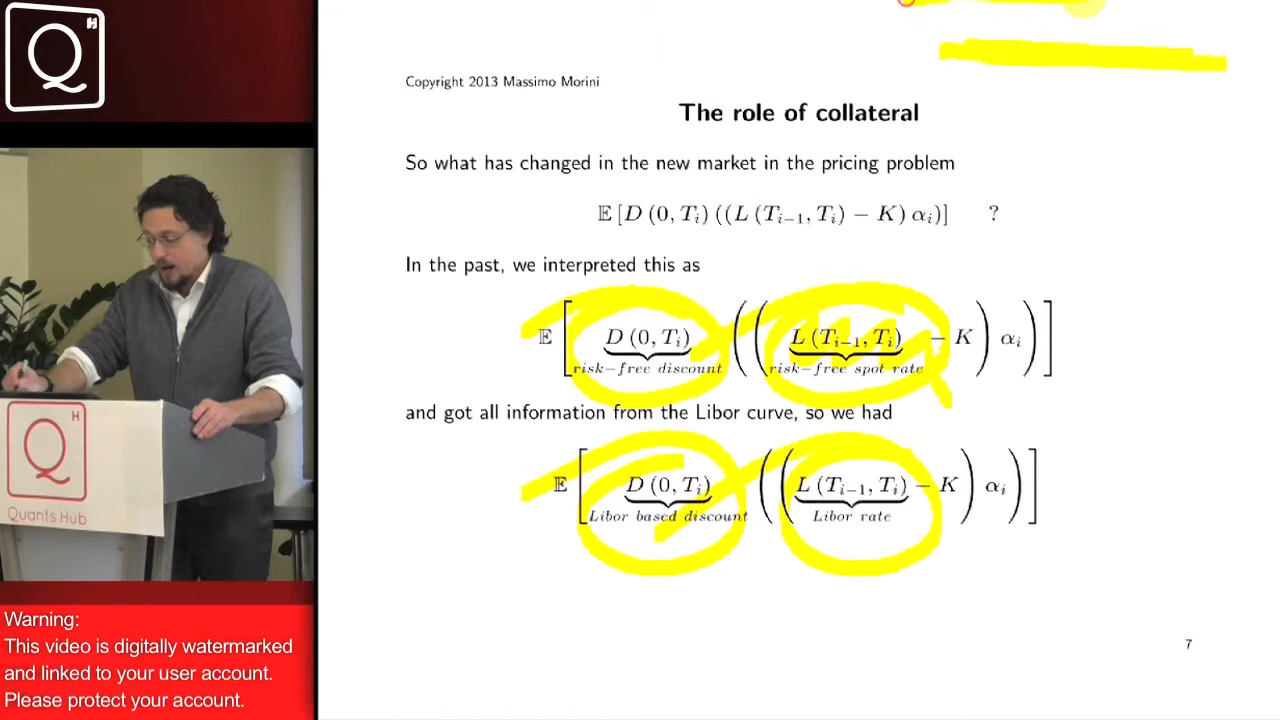 Q H
Copyright 2013 Massimo Morini
The role of collateral
So what has changed in the new market in the pricing problem
𝔼 [D (0, T_i) ((L (T_{i−1}, T_i) − K) α_i)] ?
In the past, we interpreted this as
𝔼 [ D (0, T_i) ( ( L (T_{i−1}, T_i) − K ) α_i ) ]
risk−free discount risk−free spot rate
and got all information from the Libor curve, so we had
𝔼 [ D (0, T_i) ( ( L (T_{i−1}, T_i) − K ) α_i ) ]
Libor based discount Libor rate
7
Q H
Quants Hub
Warning:
This video is digitally watermarked
and linked to your user account.
Please protect your account.